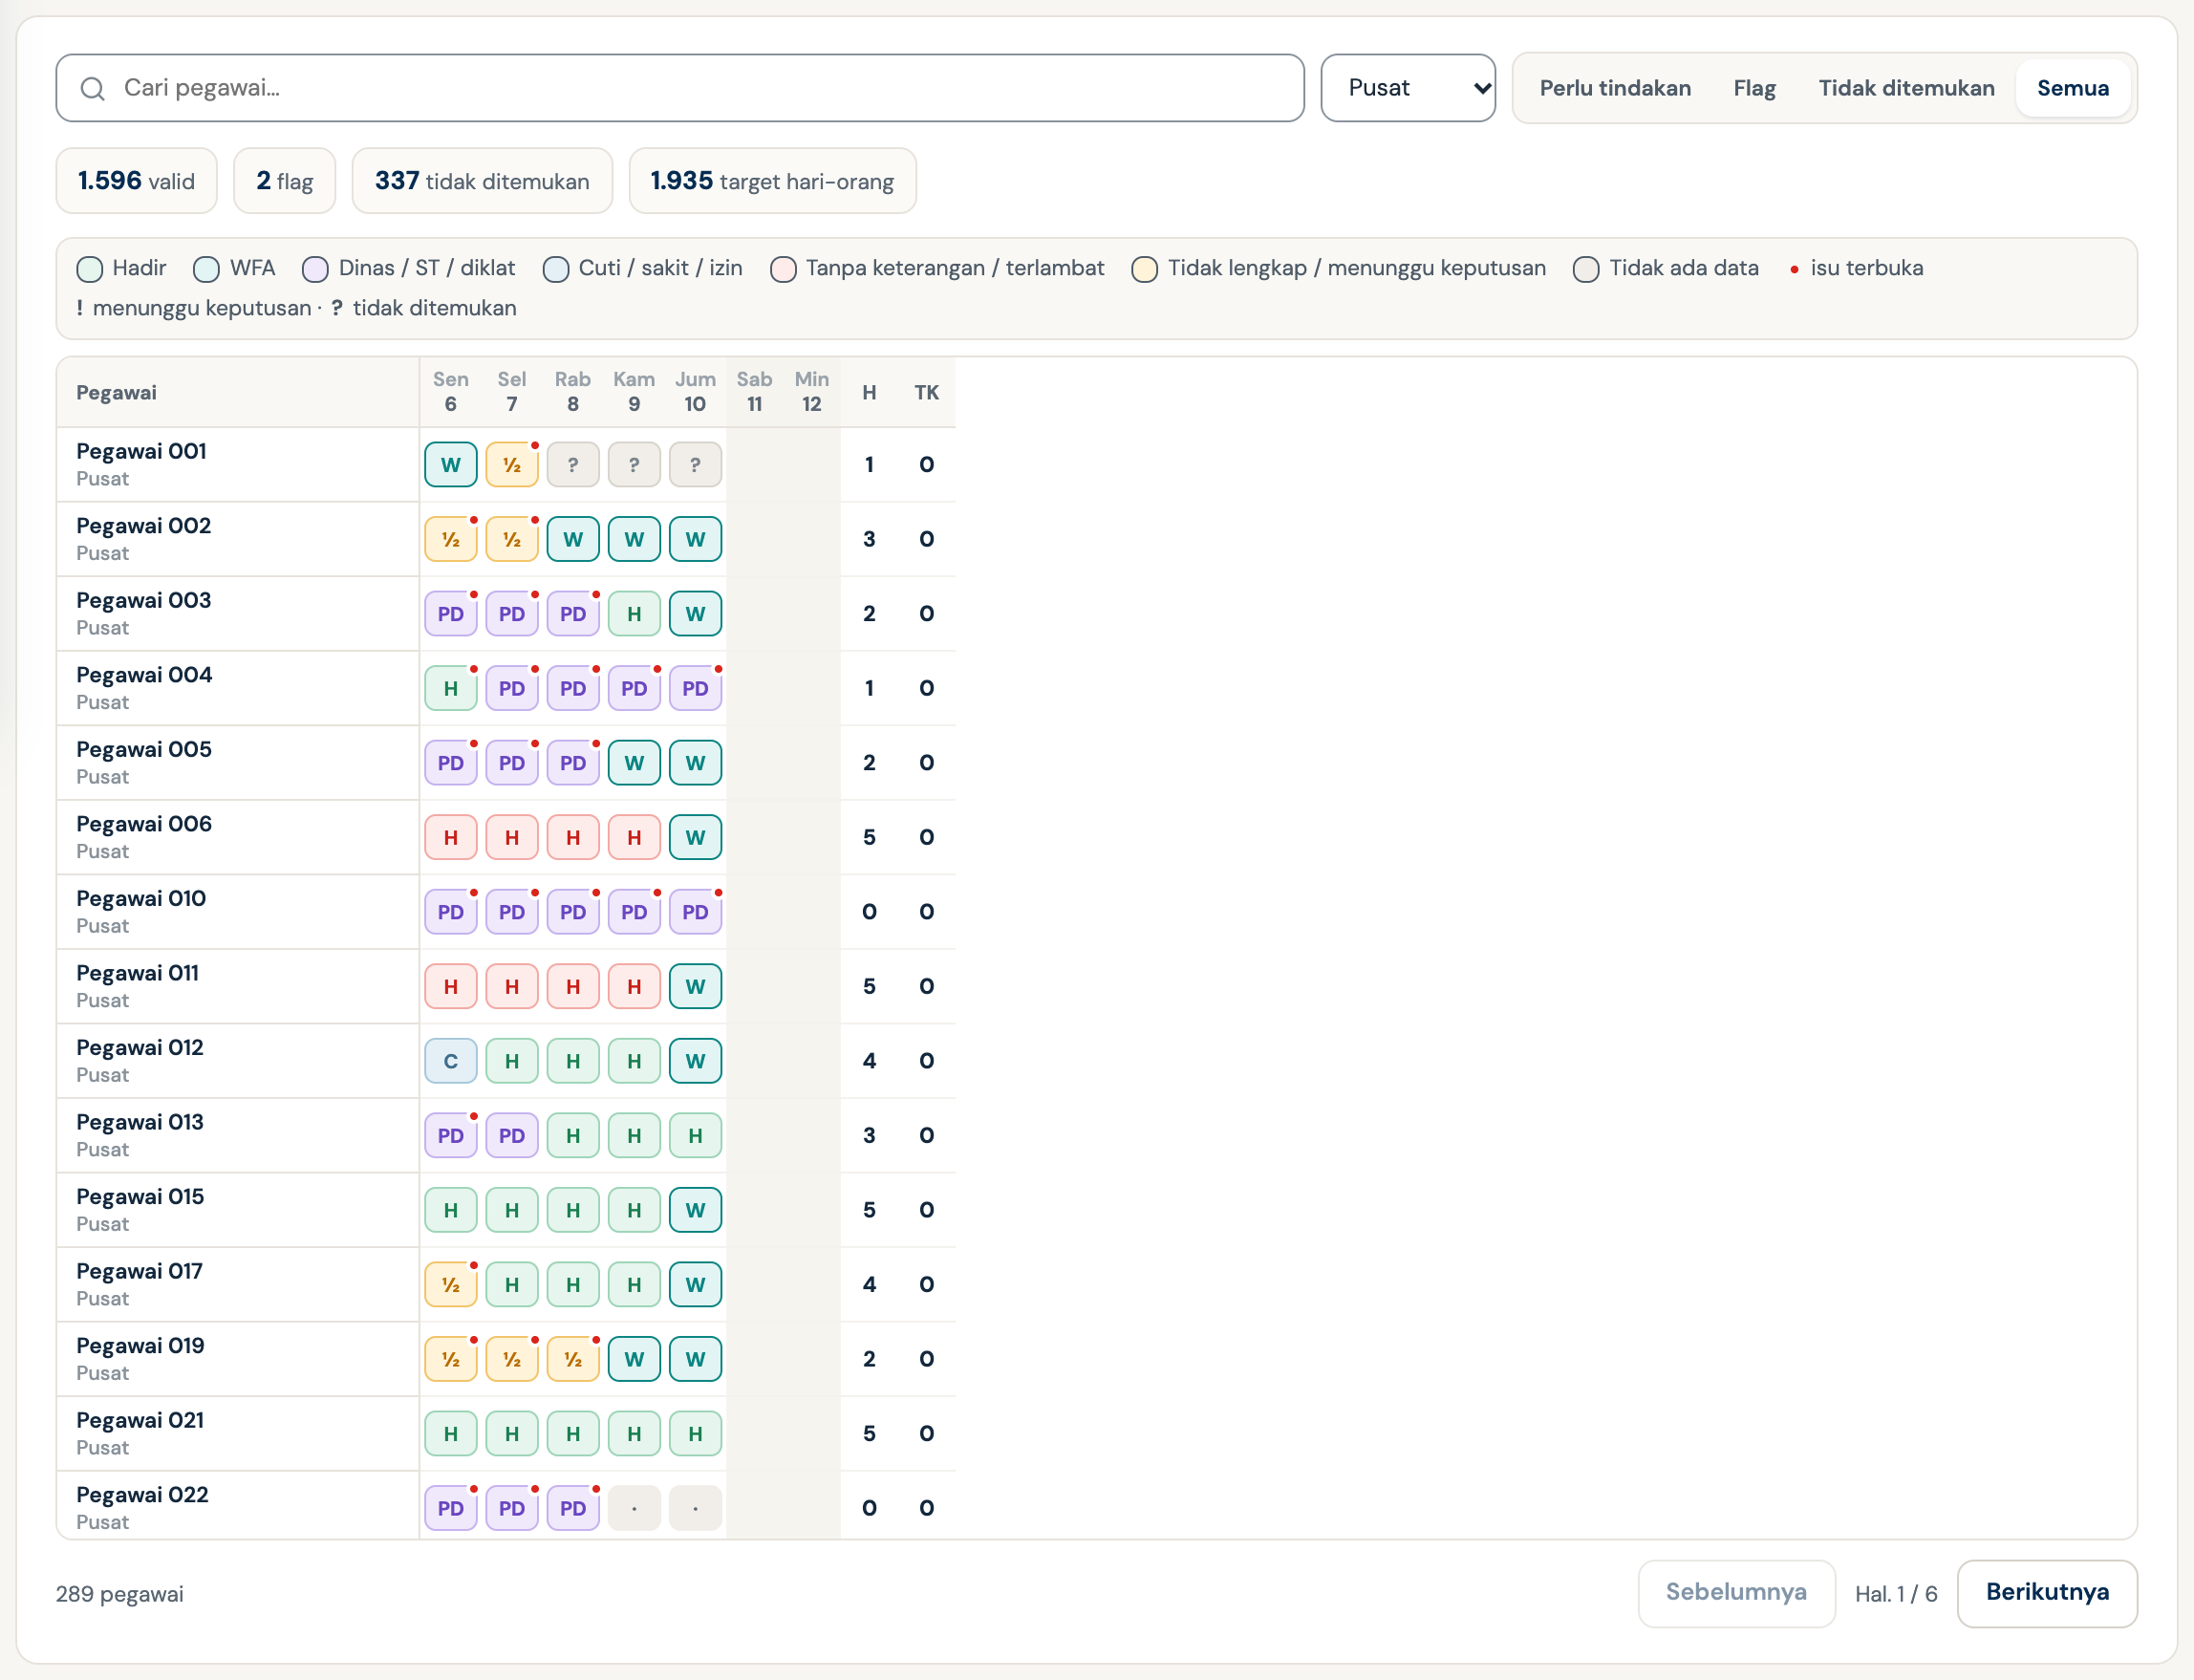 Cari pegawai...
Pusat
Perlu tindakan Flag Tidak ditemukan Semua
1.596 valid 2 flag 337 tidak ditemukan 1.935 target hari-orang
Hadir WFA Dinas / ST / diklat Cuti / sakit / izin Tanpa keterangan / terlambat Tidak lengkap / menunggu keputusan Tidak ada data • isu terbuka
! menunggu keputusan · ? tidak ditemukan
Pegawai Sen 6 Sel 7 Rab 8 Kam 9 Jum 10 Sab 11 Min 12 H TK
Pegawai 001
Pusat
W ½ ? ? ? 1 0
Pegawai 002
Pusat
½ ½ W W W 3 0
Pegawai 003
Pusat
PD PD PD H W 2 0
Pegawai 004
Pusat
H PD PD PD PD 1 0
Pegawai 005
Pusat
PD PD PD W W 2 0
Pegawai 006
Pusat
H H H H W 5 0
Pegawai 010
Pusat
PD PD PD PD PD 0 0
Pegawai 011
Pusat
H H H H W 5 0
Pegawai 012
Pusat
C H H H W 4 0
Pegawai 013
Pusat
PD PD H H H 3 0
Pegawai 015
Pusat
H H H H W 5 0
Pegawai 017
Pusat
½ H H H W 4 0
Pegawai 019
Pusat
½ ½ ½ W W 2 0
Pegawai 021
Pusat
H H H H H 5 0
Pegawai 022
Pusat
PD PD PD · · 0 0
289 pegawai
Sebelumnya Hal. 1 / 6 Berikutnya